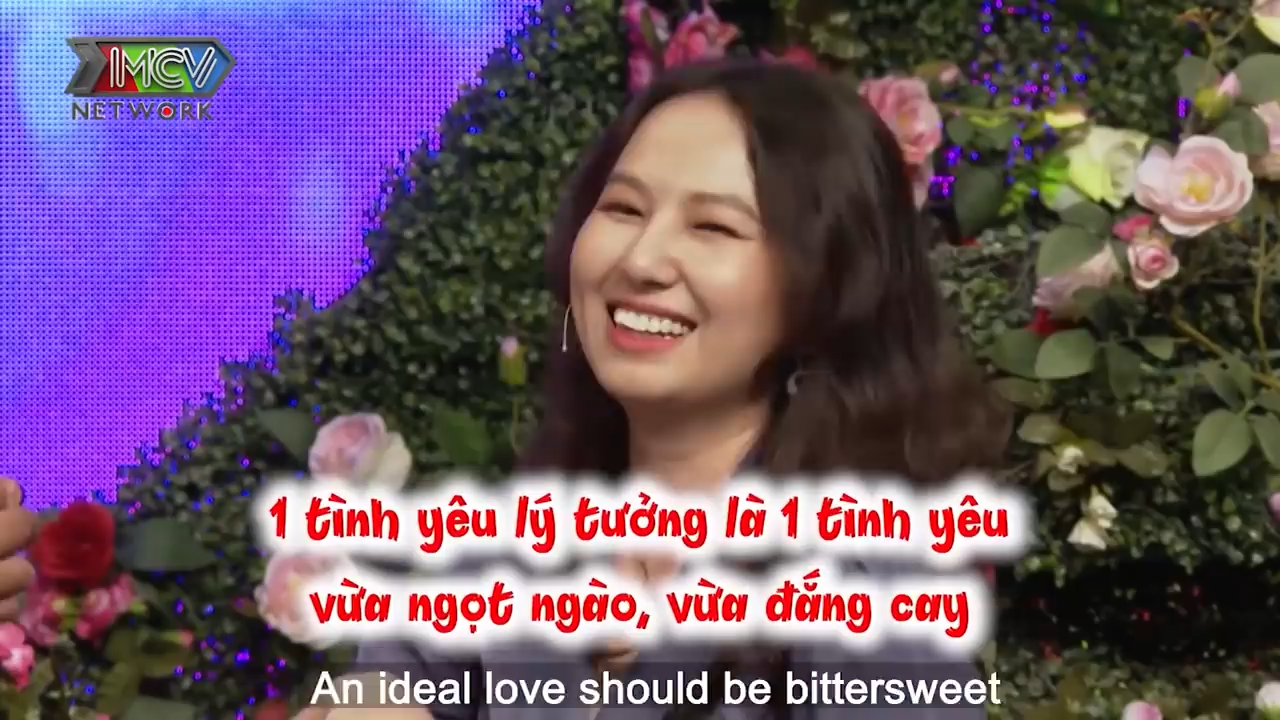 MCV
NETWORK
1 tình yêu lý tưởng là 1 tình yêu
vừa ngọt ngào, vừa đắng cay
An ideal love should be bittersweet